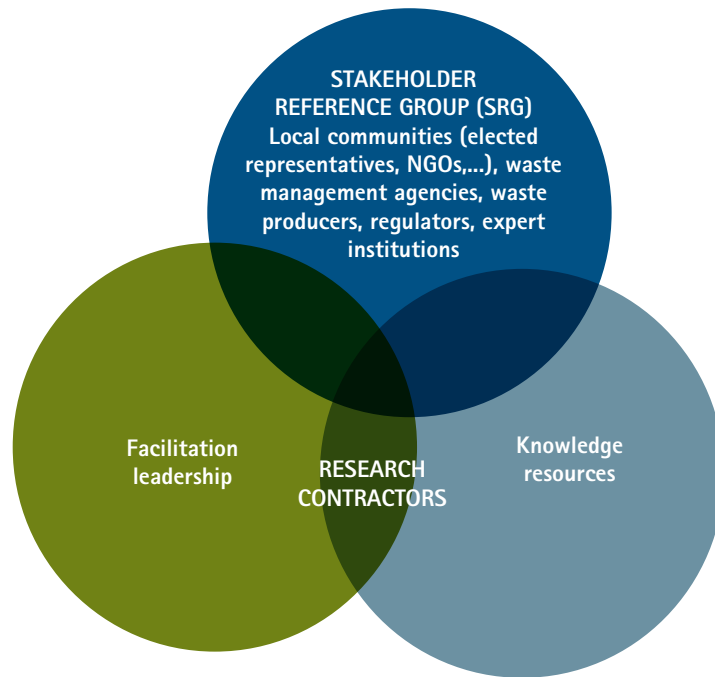 STAKEHOLDER
REFERENCE GROUP (SRG)
Local communities (elected
representatives, NGOs,...), waste
management agencies, waste
producers, regulators, expert
institutions
Facilitation
leadership
RESEARCH
CONTRACTORS
Knowledge
resources